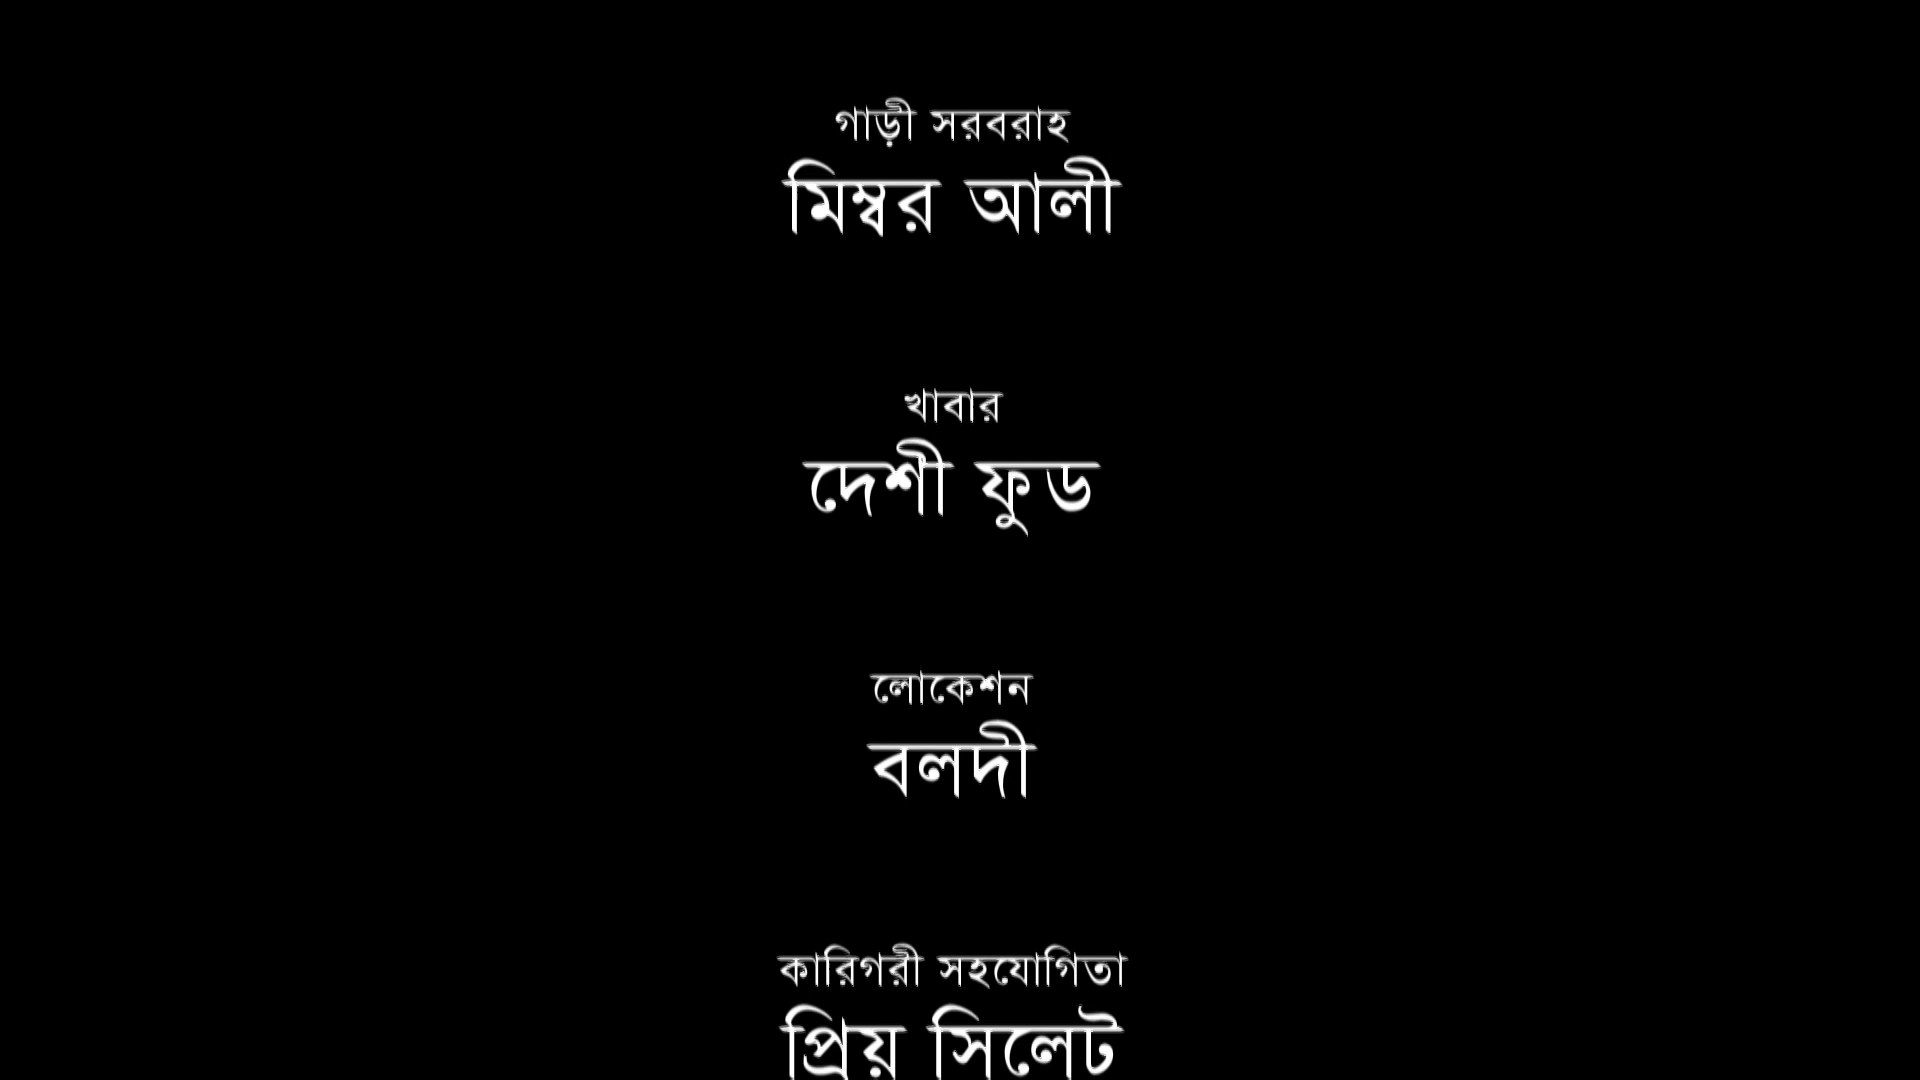 গাড়ী সরবরাহ
মিম্বর আলী
খাবার
দেশী ফুড
লোকেশন
বলদী
কারিগরী সহযোগিতা
প্রিয় সিলেট